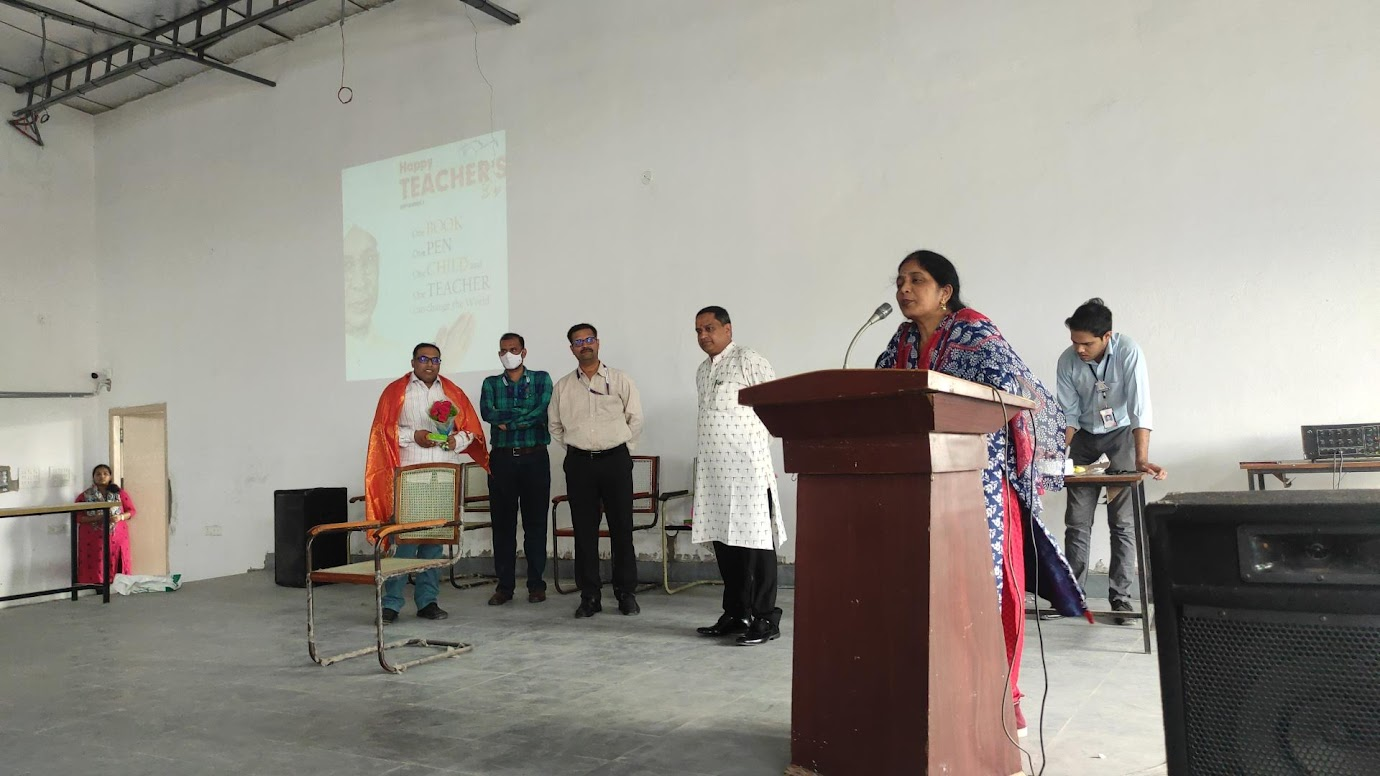 Happy
TEACHER'S
One BOOK
One PEN
One CHILD and
One TEACHER
Can change the World